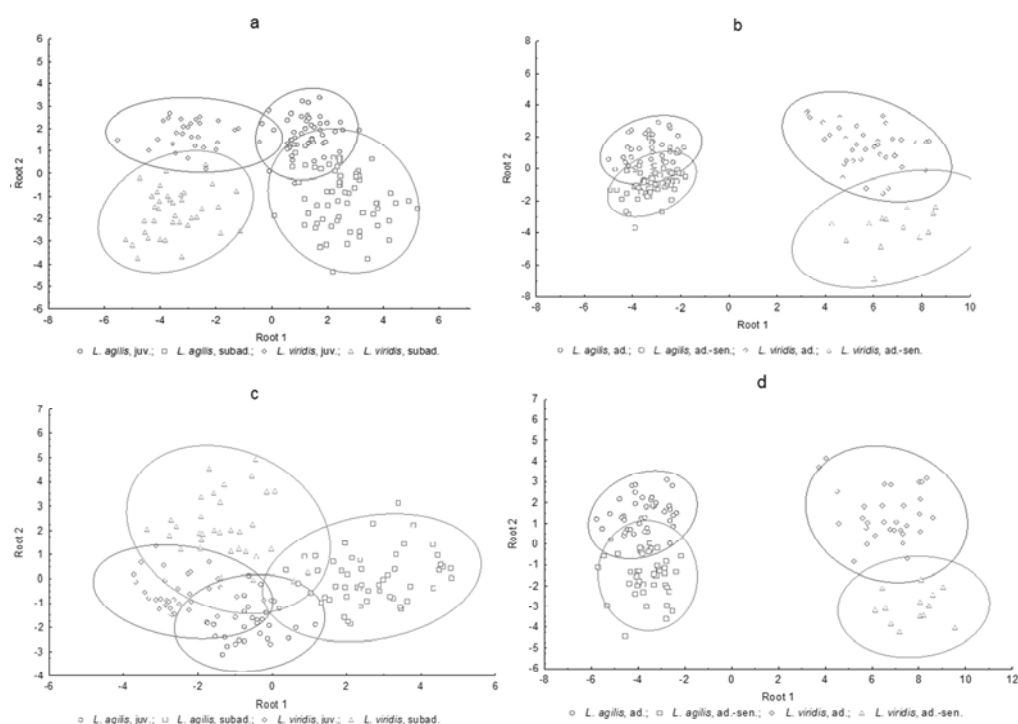 a
6
5
4
3
2
1
0
-1
-2
-3
-4
-5
-6
Root 2
-8 -6 -4 -2 0 2 4 6
Root 1
○ L. agilis, juv.; □ L. agilis, subad.; ◇ L. viridis, juv.; △ L. viridis, subad.
b
8
6
4
2
0
-2
-4
-6
-8
Root 2
-8 -6 -4 -2 0 2 4 6 8 10
Root 1
L. agilis, ad.; □ L. agilis, ad.-sen.; L. viridis, ad.; △ L. viridis, ad.-sen.
c
7
6
5
4
3
2
1
0
-1
-2
-3
-4
Root 2
-6 -4 -2 0 2 4 6
Root 1
○ L. agilis, juv.; □ L. agilis, subad.; ◇ L. viridis, juv.; △ L. viridis, subad.
d
7
6
5
4
3
2
1
0
-1
-2
-3
-4
-5
-6
Root 2
-8 -6 -4 -2 0 2 4 6 8 10 12
Root 1
○ L. agilis, ad.; □ L. agilis, ad.-sen.; ◇ L. viridis, ad.; △ L. viridis, ad.-sen.